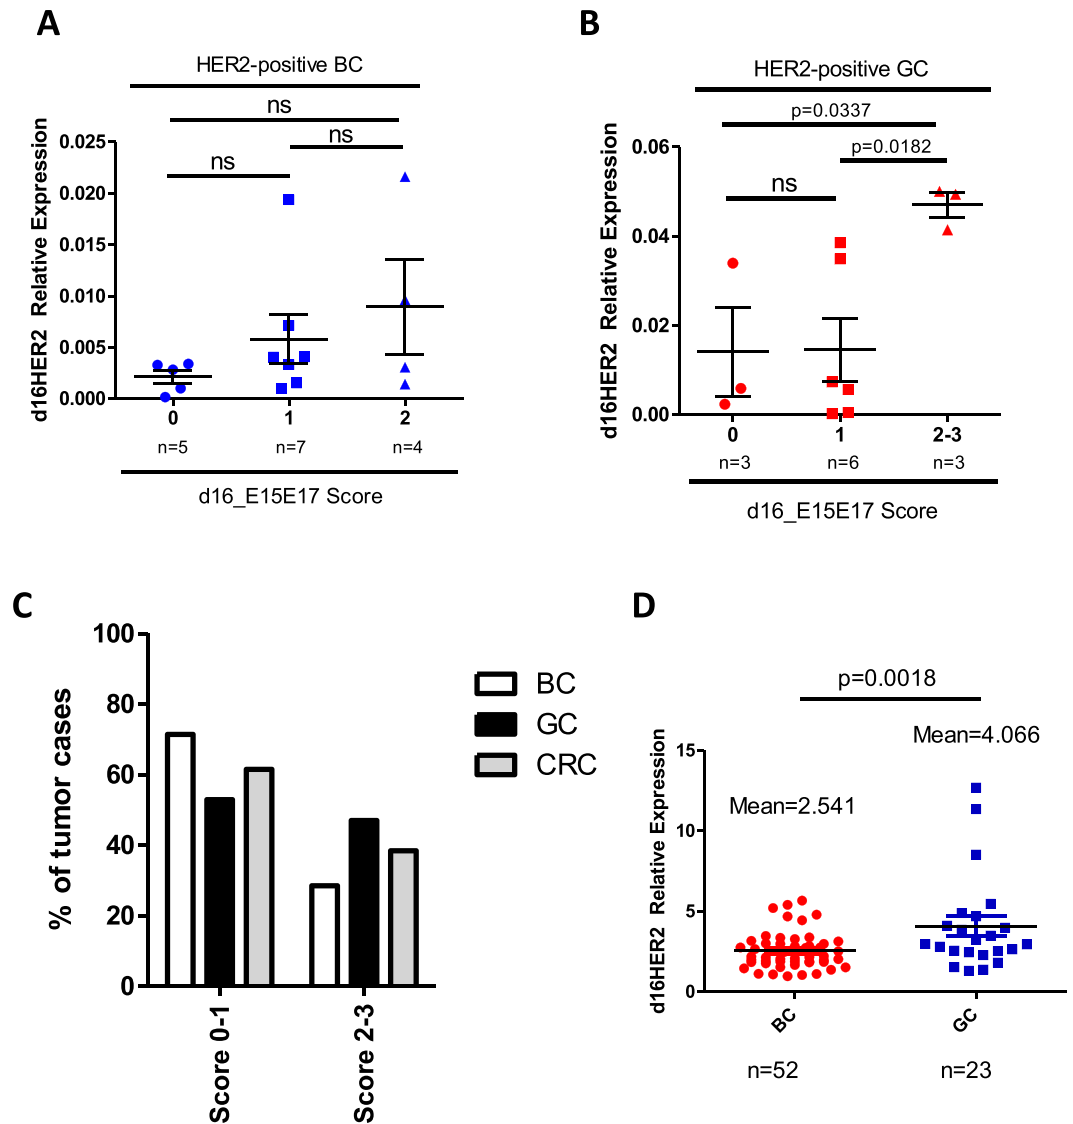 A
HER2-positive BC
ns
ns
ns
d16HER2 Relative Expression
0.025
0.020
0.015
0.010
0.005
0.000
0 1 2
n=5 n=7 n=4
d16_E15E17 Score
B
HER2-positive GC
p=0.0337
p=0.0182
ns
d16HER2 Relative Expression
0.06
0.04
0.02
0.00
0 1 2-3
n=3 n=6 n=3
d16_E15E17 Score
C
% of tumor cases
100
80
60
40
20
0
Score 0-1
Score 2-3
BC
GC
CRC
D
p=0.0018
Mean=4.066
Mean=2.541
d16HER2 Relative Expression
15
10
5
0
BC GC
n=52 n=23